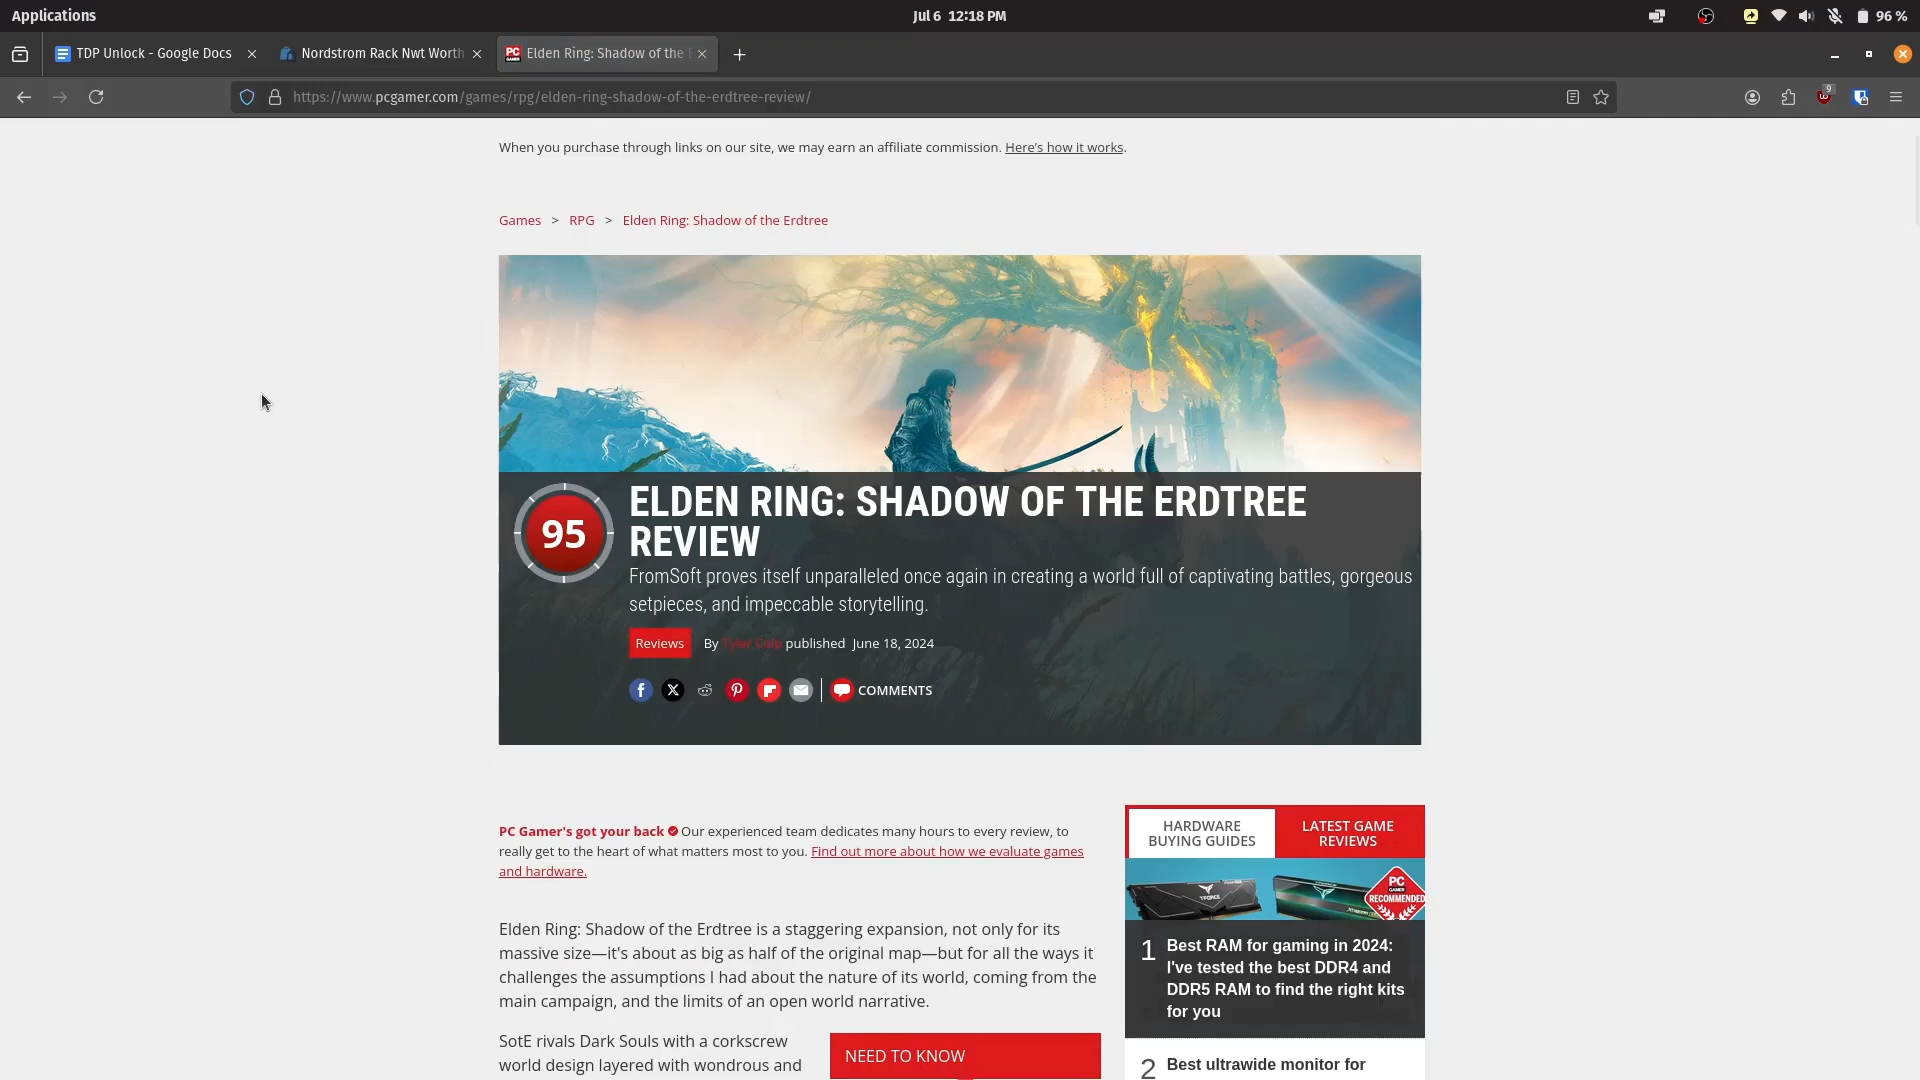 Applications
Jul 6 12:18 PM
96 %
TDP Unlock - Google Docs
Nordstrom Rack Nwt Worth
Elden Ring: Shadow of the
https://www.pcgamer.com/games/rpg/elden-ring-shadow-of-the-erdtree-review/
9
When you purchase through links on our site, we may earn an affiliate commission. Here's how it works.
Games > RPG > Elden Ring: Shadow of the Erdtree
95
ELDEN RING: SHADOW OF THE ERDTREE
REVIEW
FromSoft proves itself unparalleled once again in creating a world full of captivating battles, gorgeous
setpieces, and impeccable storytelling.
Reviews By Tyler Colp published June 18, 2024
COMMENTS
PC Gamer's got your back Our experienced team dedicates many hours to every review, to
really get to the heart of what matters most to you. Find out more about how we evaluate games
and hardware.
Elden Ring: Shadow of the Erdtree is a staggering expansion, not only for its
massive size—it's about as big as half of the original map—but for all the ways it
challenges the assumptions I had about the nature of its world, coming from the
main campaign, and the limits of an open world narrative.
SotE rivals Dark Souls with a corkscrew
world design layered with wondrous and
NEED TO KNOW
HARDWARE
BUYING GUIDES
LATEST GAME
REVIEWS
PC
GAMER
RECOMMENDED
T-FORCE
1 Best RAM for gaming in 2024:
I've tested the best DDR4 and
DDR5 RAM to find the right kits
for you
2 Best ultrawide monitor for